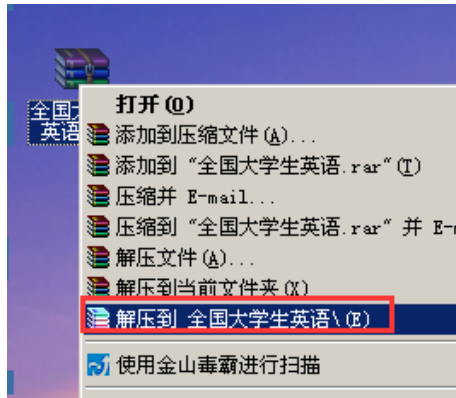 全国
英语
打开(O)
添加到压缩文件(A)...
添加到 "全国大学生英语.rar"(T)
压缩并 E-mail...
压缩到 "全国大学生英语.rar" 并 E-
解压文件(A)...
解压到当前文件夹(X)
解压到 全国大学生英语\(E)
使用金山毒霸进行扫描